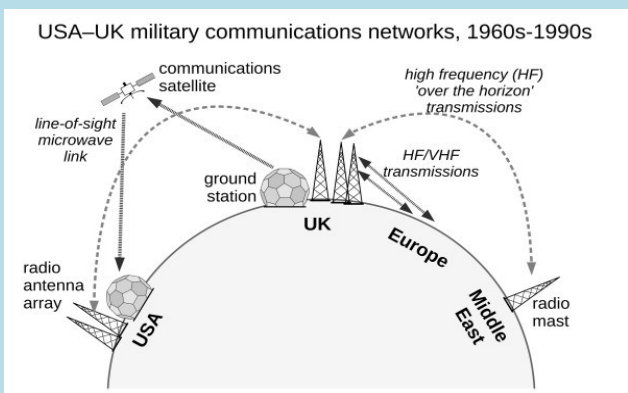 USA–UK military communications networks, 1960s-1990s
communications
satellite
high frequency (HF)
'over the horizon'
transmissions
line-of-sight
microwave
link
HF/VHF
transmissions
ground
station
UK
Europe
radio
antenna
array
USA
Middle
East
radio
mast